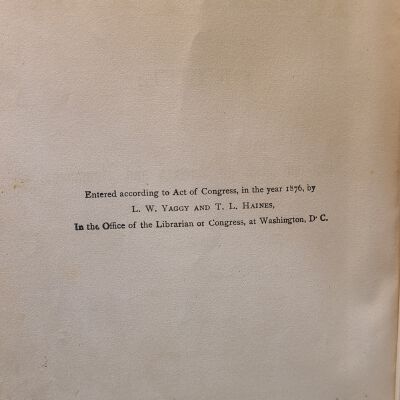 Entered according to Act of Congress, in the year 1876, by
L. W. YAGGY AND T. L. HAINES,
In the Office of the Librarian of Congress, at Washington, D. C.